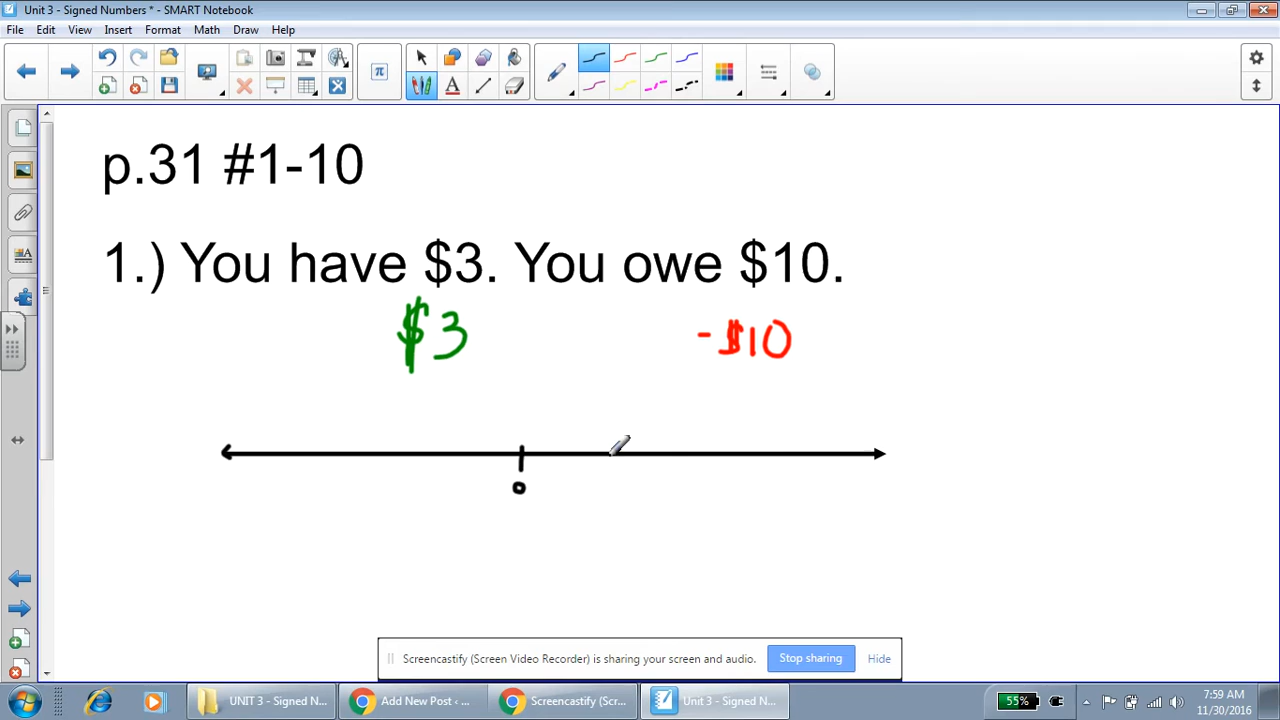 Unit 3 - Signed Numbers * - SMART Notebook
File Edit View Insert Format Math Draw Help
p.31 #1-10
1.) You have $3. You owe $10.
$3 -$10
0
Screencastify (Screen Video Recorder) is sharing your screen and audio. Stop sharing Hide
UNIT 3 - Signed N... Add New Post ‹ ... Screencastify (Scr... Unit 3 - Signed N... 55% 7:59 AM
11/30/2016